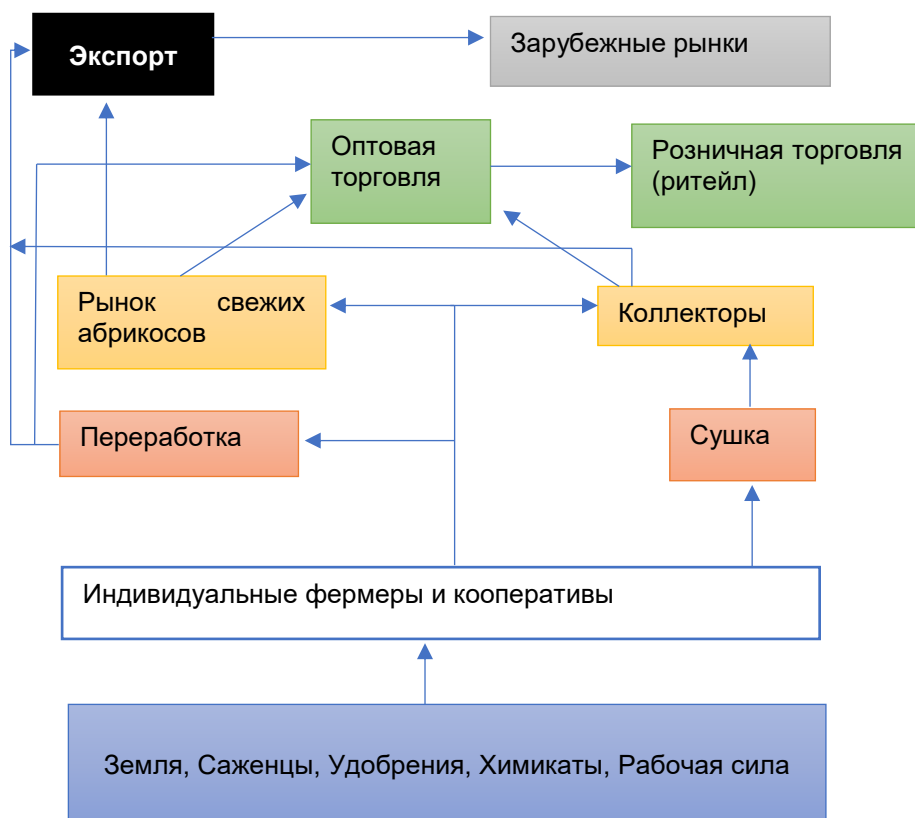 Экспорт
Зарубежные рынки
Оптовая
торговля
Розничная торговля
(ритейл)
Рынок свежих
абрикосов
Коллекторы
Переработка
Сушка
Индивидуальные фермеры и кооперативы
Земля, Саженцы, Удобрения, Химикаты, Рабочая сила